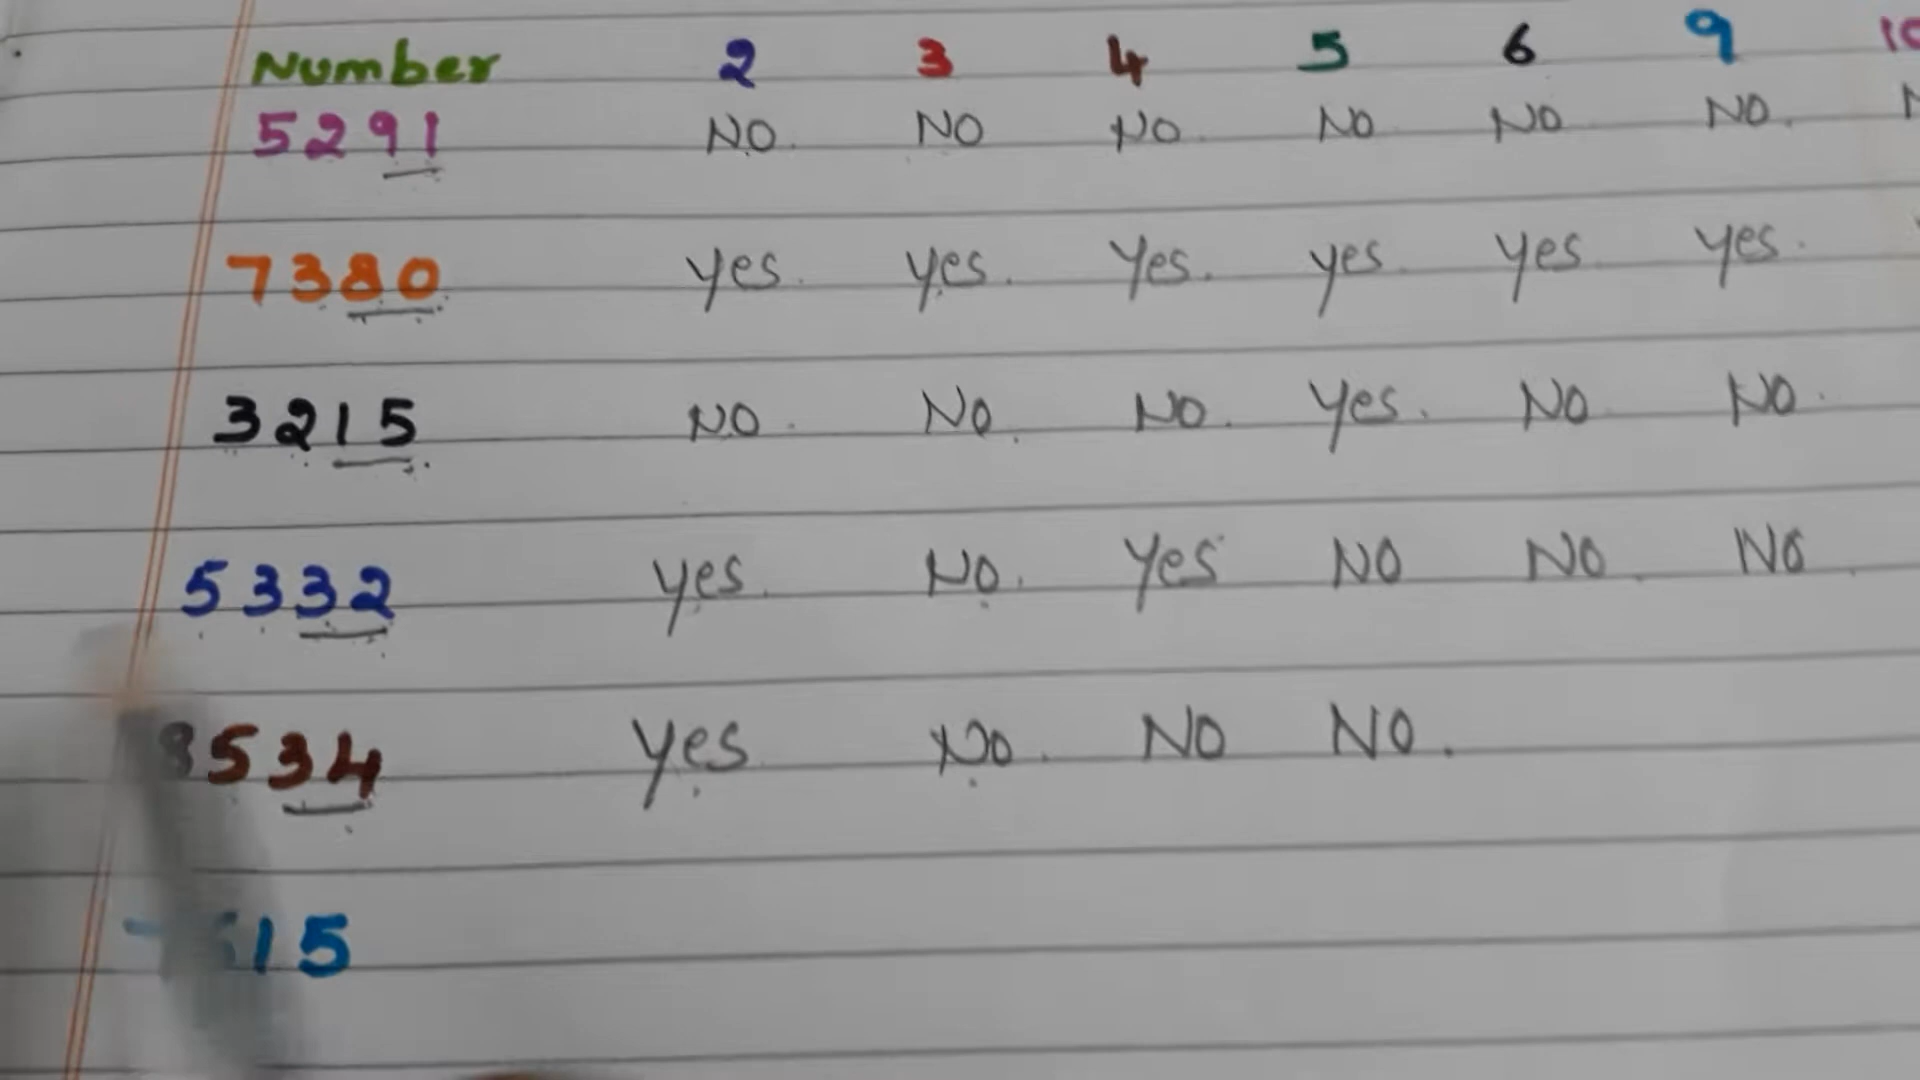 Number 2 3 4 5 6 9 10
5291 NO. NO NO. NO NO NO.
7380 yes. yes. yes. yes. yes. yes.
3215 NO. NO. NO. yes. NO NO.
5332 yes. NO. yes NO NO. NO
8534 yes NO. NO NO.
15